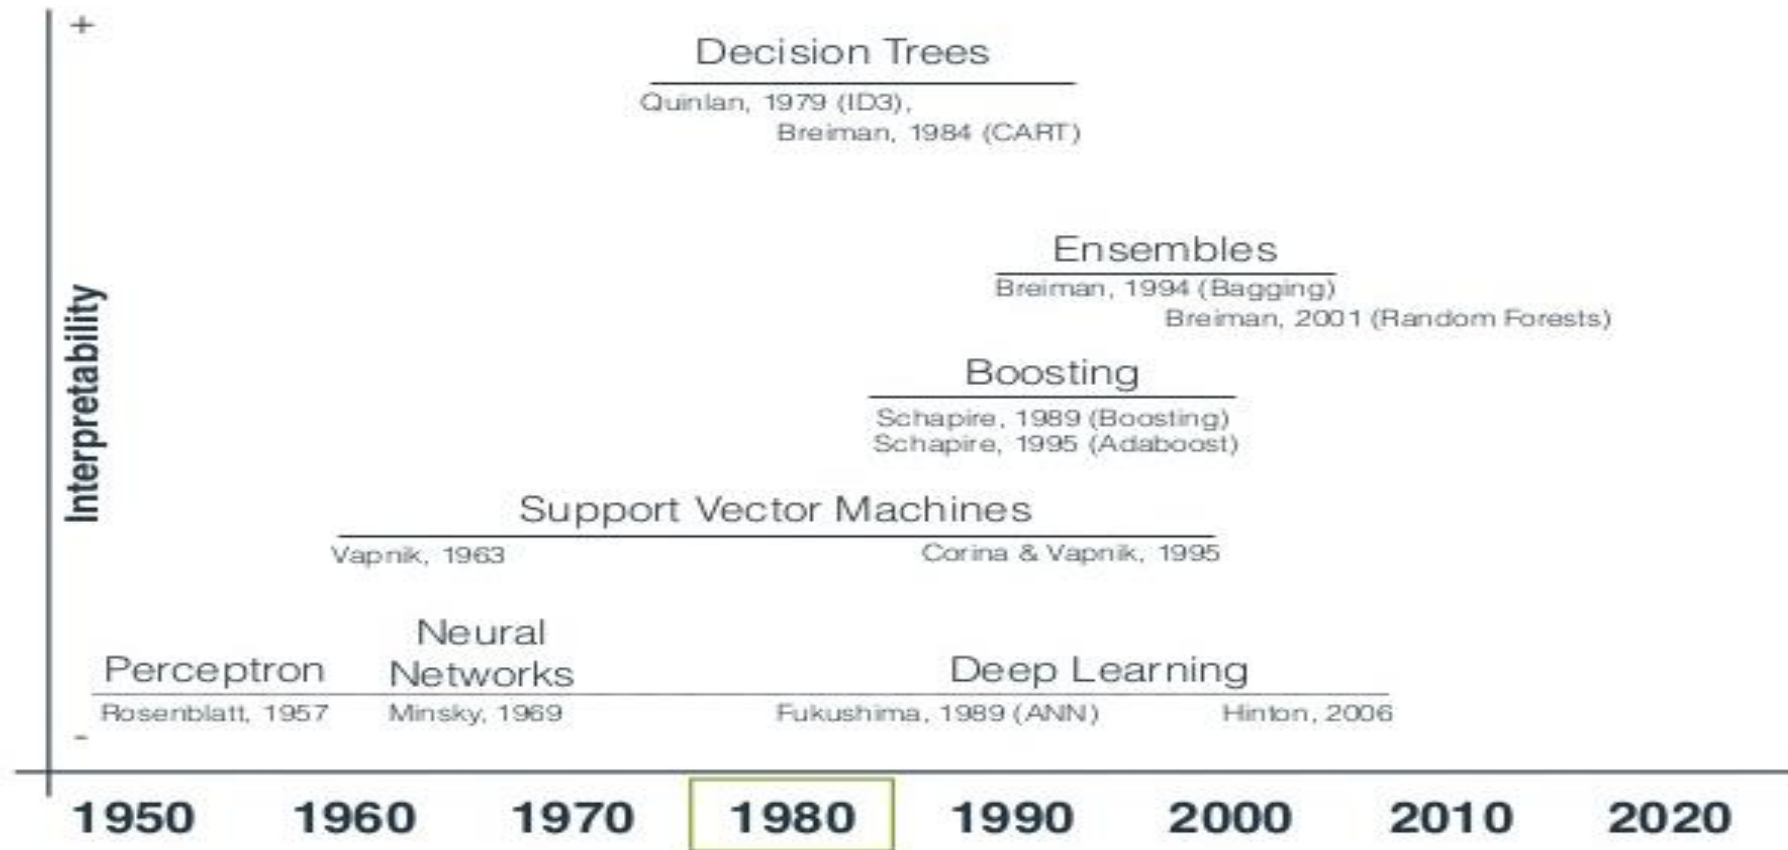 +
Decision Trees
Quinlan, 1979 (ID3),
Breiman, 1984 (CART)
Ensembles
Breiman, 1994 (Bagging)
Breiman, 2001 (Random Forests)
Interpretability
Boosting
Schapire, 1989 (Boosting)
Schapire, 1995 (Adaboost)
Support Vector Machines
Vapnik, 1963
Corina & Vapnik, 1995
Neural
Networks
Perceptron
Deep Learning
Rosenblatt, 1957
Minsky, 1969
Fukushima, 1989 (ANN)
Hinton, 2006
-
1950 1960 1970 1980 1990 2000 2010 2020